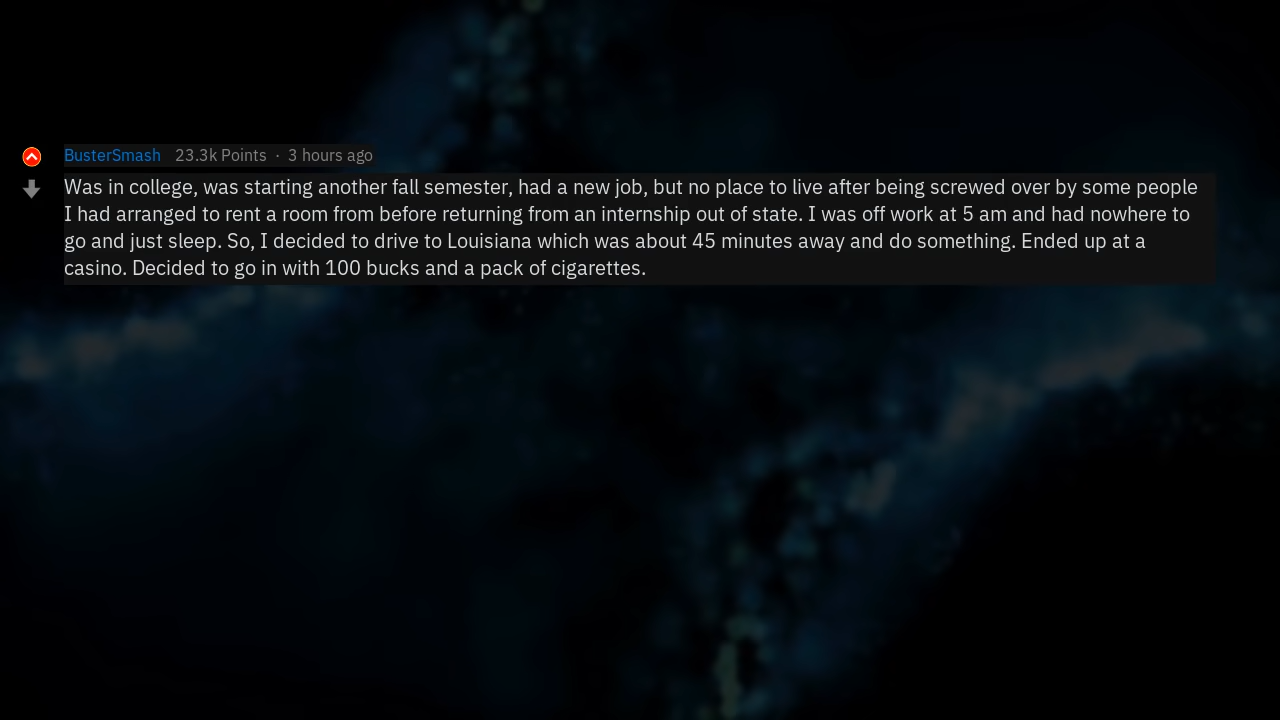 BusterSmash 23.3k Points · 3 hours ago
Was in college, was starting another fall semester, had a new job, but no place to live after being screwed over by some people
I had arranged to rent a room from before returning from an internship out of state. I was off work at 5 am and had nowhere to
go and just sleep. So, I decided to drive to Louisiana which was about 45 minutes away and do something. Ended up at a
casino. Decided to go in with 100 bucks and a pack of cigarettes.